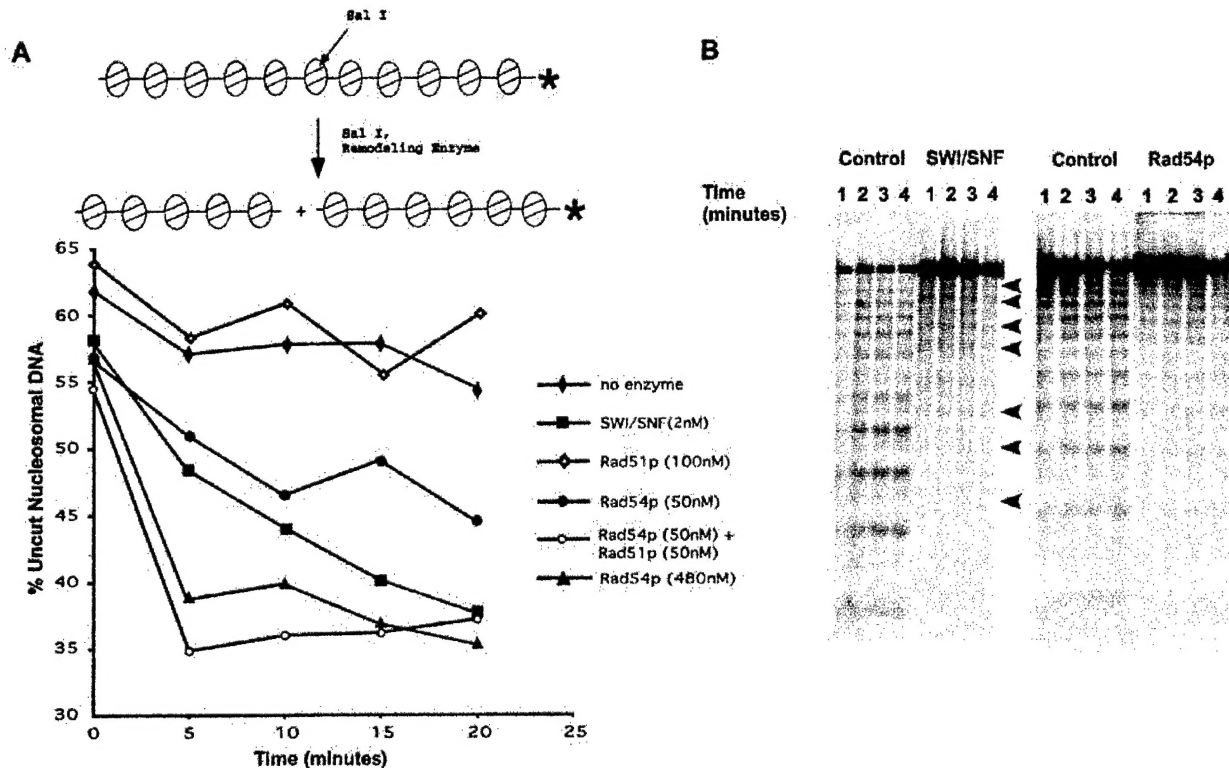 A
Sal I
*
Sal I,
Remodeling Enzyme
+
*
65
60
55
50
45
40
35
30
% Uncut Nucleosomal DNA
0 5 10 15 20 25
Time (minutes)
no enzyme
SWI/SNF(2nM)
Rad51p (100nM)
Rad54p (50nM)
Rad54p (50nM) +
Rad51p (50nM)
Rad54p (480nM)
B
Control SWI/SNF Control Rad54p
Time
(minutes)
1 2 3 4 1 2 3 4 1 2 3 4 1 2 3 4